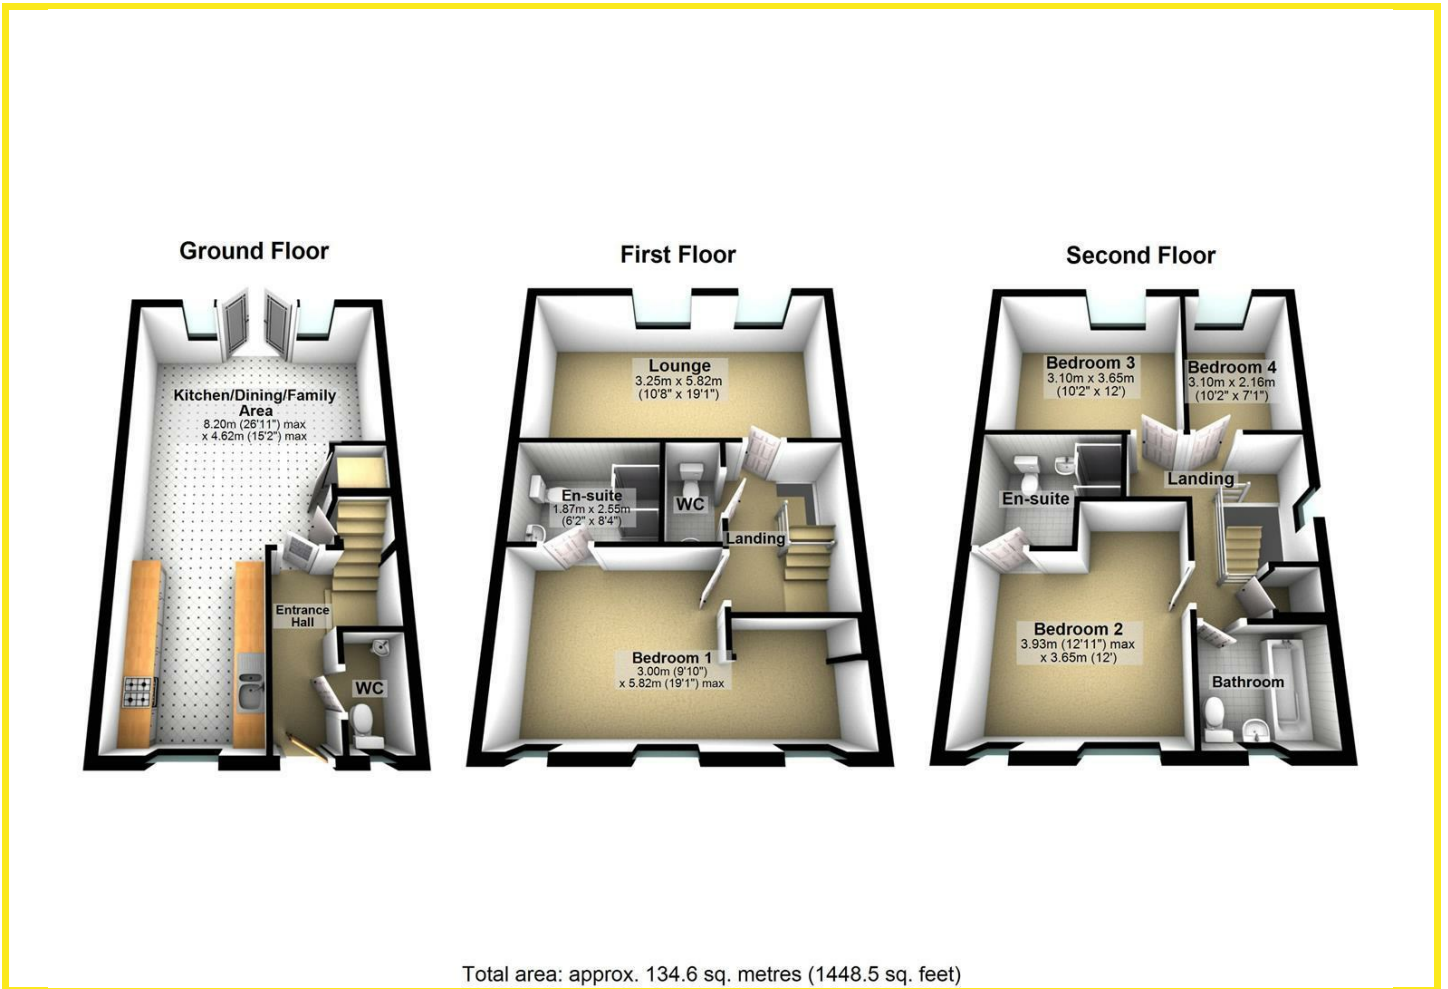 Ground Floor
Kitchen/Dining/Family
Area
8.20m (26'11") max
x 4.62m (15'2") max
Entrance
Hall
WC
First Floor
Lounge
3.25m x 5.82m
(10'8" x 19'1")
En-suite
1.87m x 2.55m
(6'2" x 8'4")
WC
Landing
Bedroom 1
3.00m (9'10")
x 5.82m (19'1") max
Second Floor
Bedroom 3
3.10m x 3.65m
(10'2" x 12')
Bedroom 4
3.10m x 2.16m
(10'2" x 7'1")
En-suite
Landing
Bedroom 2
3.93m (12'11") max
x 3.65m (12')
Bathroom
Total area: approx. 134.6 sq. metres (1448.5 sq. feet)